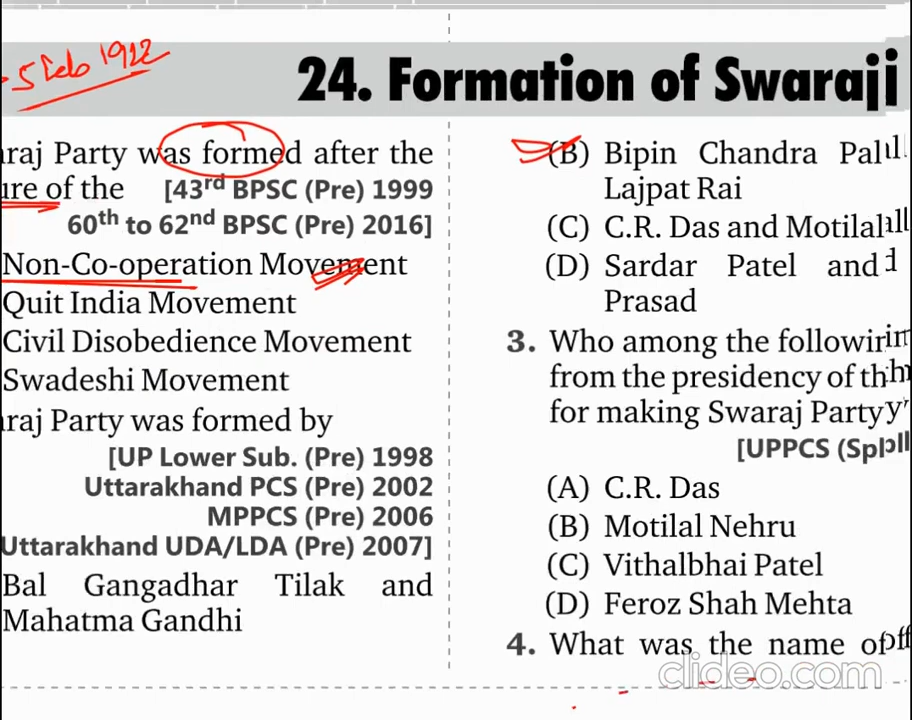 5 Feb 1922
24. Formation of Swaraj
raj Party was formed after the
ure of the [43rd BPSC (Pre) 1999
60th to 62nd BPSC (Pre) 2016]
Non-Co-operation Movement
Quit India Movement
Civil Disobedience Movement
Swadeshi Movement
raj Party was formed by
[UP Lower Sub. (Pre) 1998
Uttarakhand PCS (Pre) 2002
MPPCS (Pre) 2006
Uttarakhand UDA/LDA (Pre) 2007]
Bal Gangadhar Tilak and
Mahatma Gandhi
(B) Bipin Chandra Pal
Lajpat Rai
(C) C.R. Das and Motilal
(D) Sardar Patel and
Prasad
3. Who among the following
from the presidency of th
for making Swaraj Party
[UPPCS (Spl
(A) C.R. Das
(B) Motilal Nehru
(C) Vithalbhai Patel
(D) Feroz Shah Mehta
4. What was the name of
clideo.com